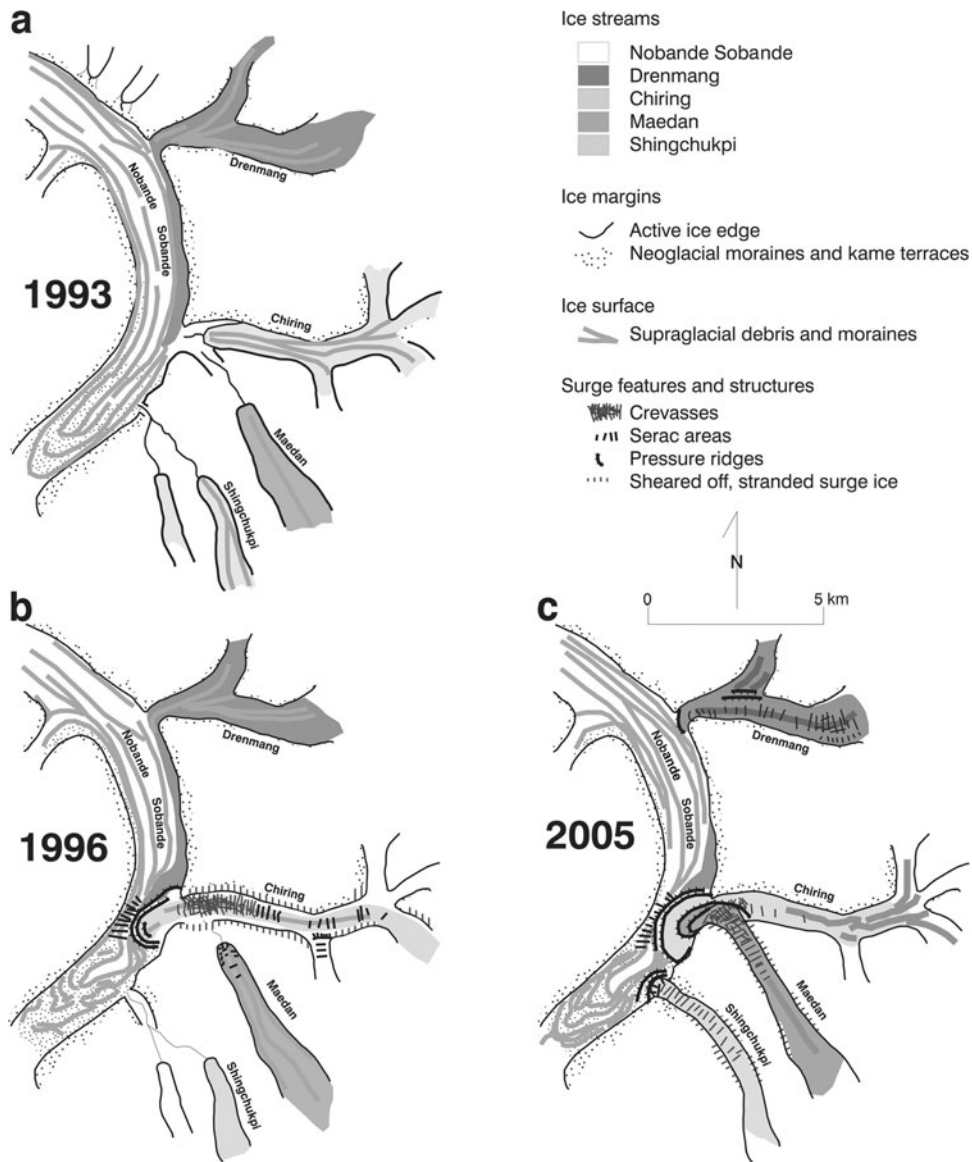 a
Nobande
Sobande
Drenmang
1993
Chiring
Maedan
Shingchukpi
Ice streams
Nobande Sobande
Drenmang
Chiring
Maedan
Shingchukpi
Ice margins
Active ice edge
Neoglacial moraines and kame terraces
Ice surface
Supraglacial debris and moraines
Surge features and structures
Crevasses
Serac areas
Pressure ridges
Sheared off, stranded surge ice
N
0
5 km
b
Nobande
Sobande
Drenmang
1996
Chiring
Maedan
Shingchukpi
c
Nobande
Sobande
Drenmang
2005
Chiring
Maedan
Shingchukpi